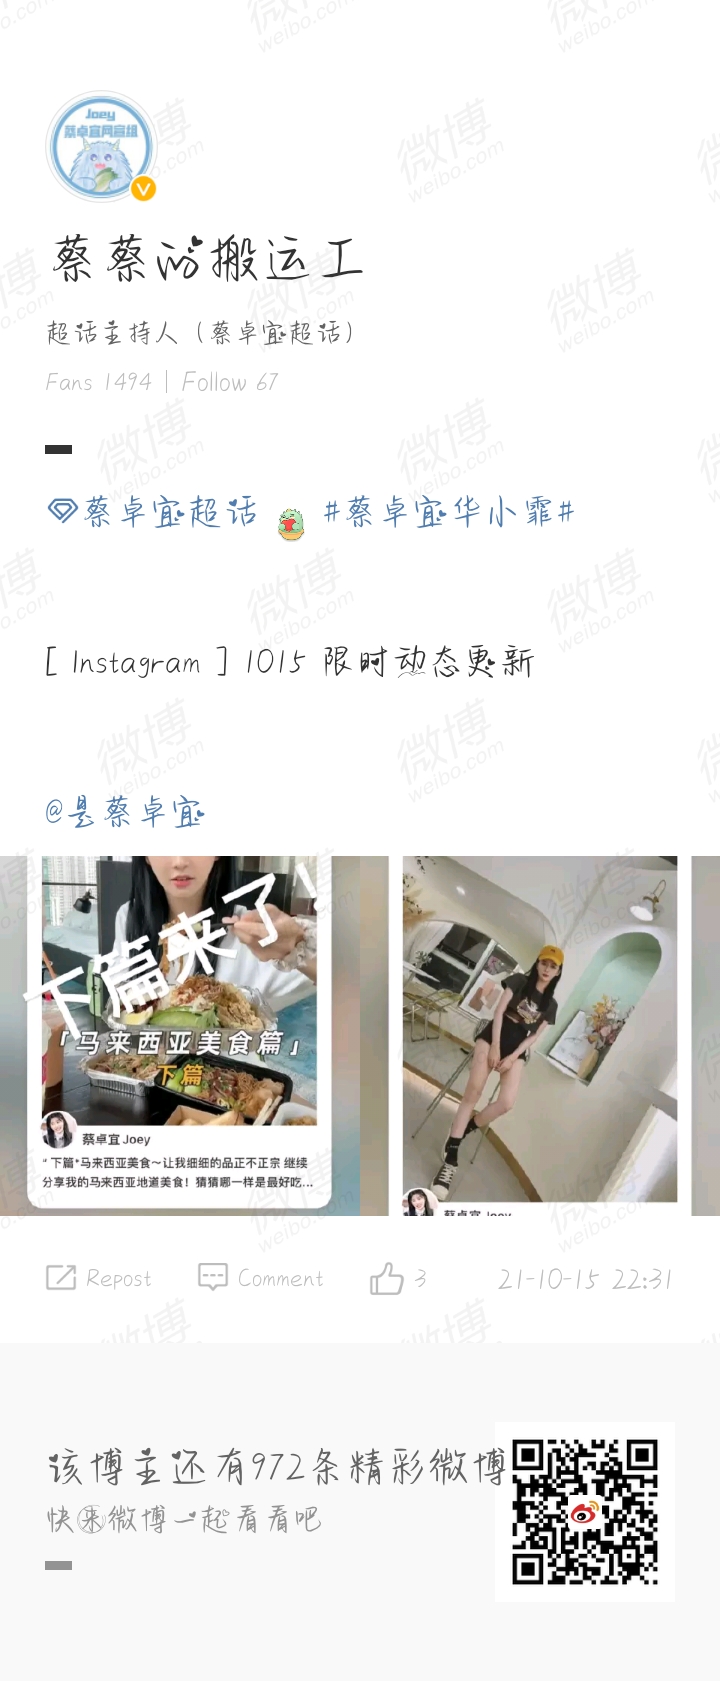 Joey
蔡卓宜网宣组
蔡蔡的搬运工
超话主持人（蔡卓宜超话）
Fans 1494 | Follow 67
蔡卓宜超话 #蔡卓宜华小霏#
[ Instagram ] 1015 限时动态更新
@是蔡卓宜
下篇来了！
「马来西亚美食篇」
下篇
蔡卓宜 Joey
“下篇”马来西亚美食～让我细细的品正不正宗 继续
分享我的马来西亚地道美食！猜猜哪一样是最好吃...
蔡卓宜 Joey
Repost Comment 3 21-10-15 22:31
该博主还有972条精彩微博
快来微博一起看看吧
微博
weibo.com